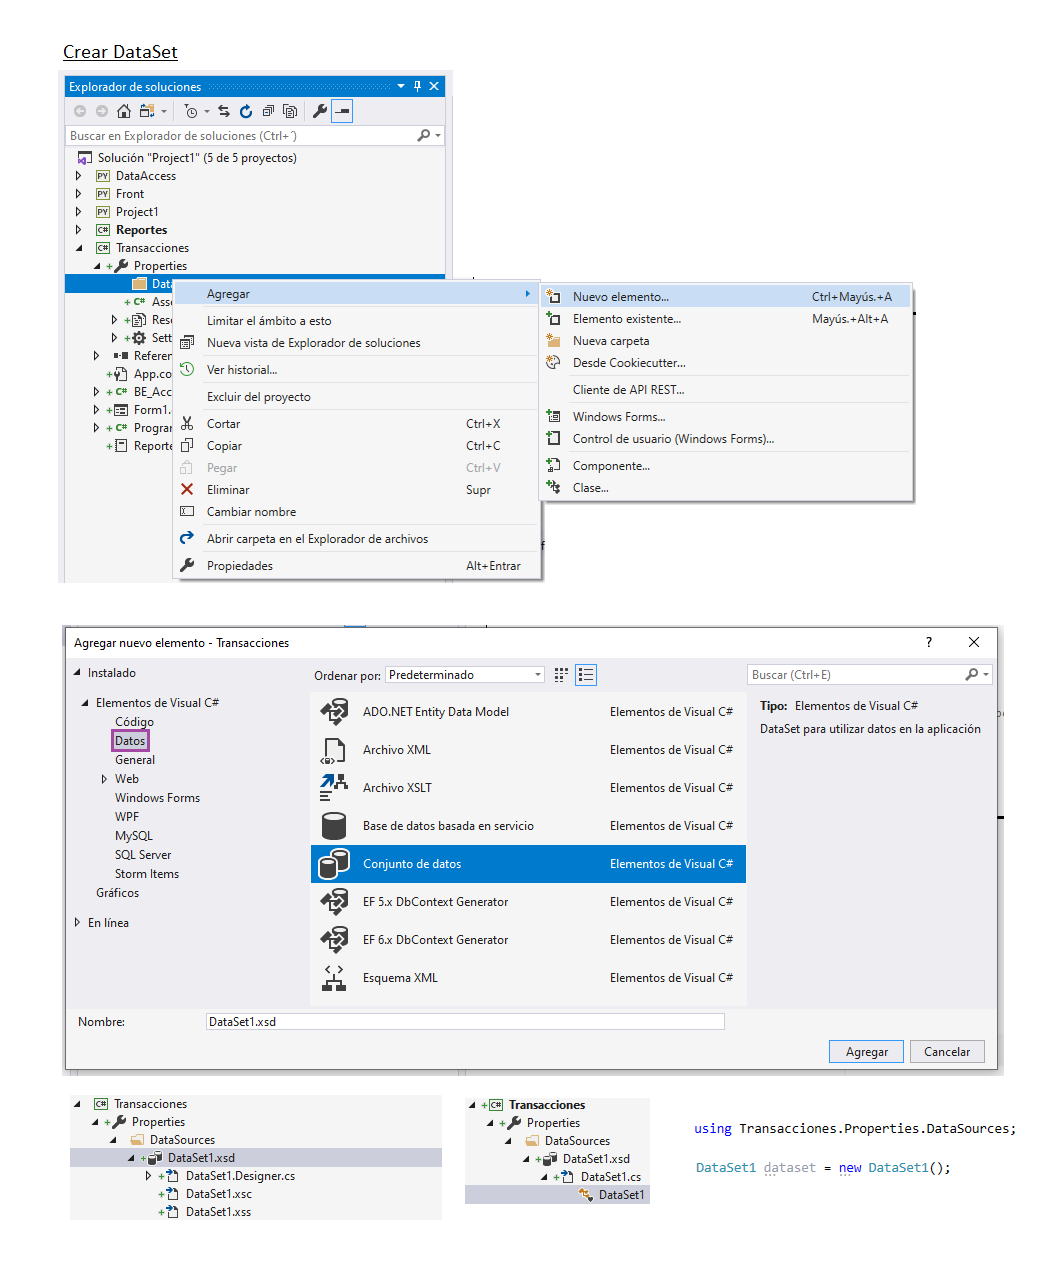 Crear DataSet
Explorador de soluciones
Buscar en Explorador de soluciones (Ctrl+´)
Solución "Project1" (5 de 5 proyectos)
PY DataAccess
PY Front
PY Project1
C# Reportes
C# Transacciones
Properties
Data
C# Asse
Reso
Setti
Referen
App.co
C# BE_Acc
Form1.
C# Program
Reporte
Agregar
Limitar el ámbito a esto
Nueva vista de Explorador de soluciones
Ver historial...
Excluir del proyecto
Cortar Ctrl+X
Copiar Ctrl+C
Pegar Ctrl+V
Eliminar Supr
Cambiar nombre
Abrir carpeta en el Explorador de archivos
Propiedades Alt+Entrar
Nuevo elemento... Ctrl+Mayús.+A
Elemento existente... Mayús.+Alt+A
Nueva carpeta
Desde Cookiecutter...
Cliente de API REST...
Windows Forms...
Control de usuario (Windows Forms)...
Componente...
Clase...
Agregar nuevo elemento - Transacciones ?
Instalado
Elementos de Visual C#
Código
Datos
General
Web
Windows Forms
WPF
MySQL
SQL Server
Storm Items
Gráficos
En línea
Ordenar por: Predeterminado
ADO.NET Entity Data Model Elementos de Visual C#
Archivo XML Elementos de Visual C#
Archivo XSLT Elementos de Visual C#
Base de datos basada en servicio Elementos de Visual C#
Conjunto de datos Elementos de Visual C#
EF 5.x DbContext Generator Elementos de Visual C#
EF 6.x DbContext Generator Elementos de Visual C#
Esquema XML Elementos de Visual C#
Buscar (Ctrl+E)
Tipo: Elementos de Visual C#
DataSet para utilizar datos en la aplicación
Nombre: DataSet1.xsd
Agregar Cancelar
C# Transacciones
Properties
DataSources
DataSet1.xsd
DataSet1.Designer.cs
DataSet1.xsc
DataSet1.xss
C# Transacciones
Properties
DataSources
DataSet1.xsd
DataSet1.cs
DataSet1
using Transacciones.Properties.DataSources;
DataSet1 dataset = new DataSet1();